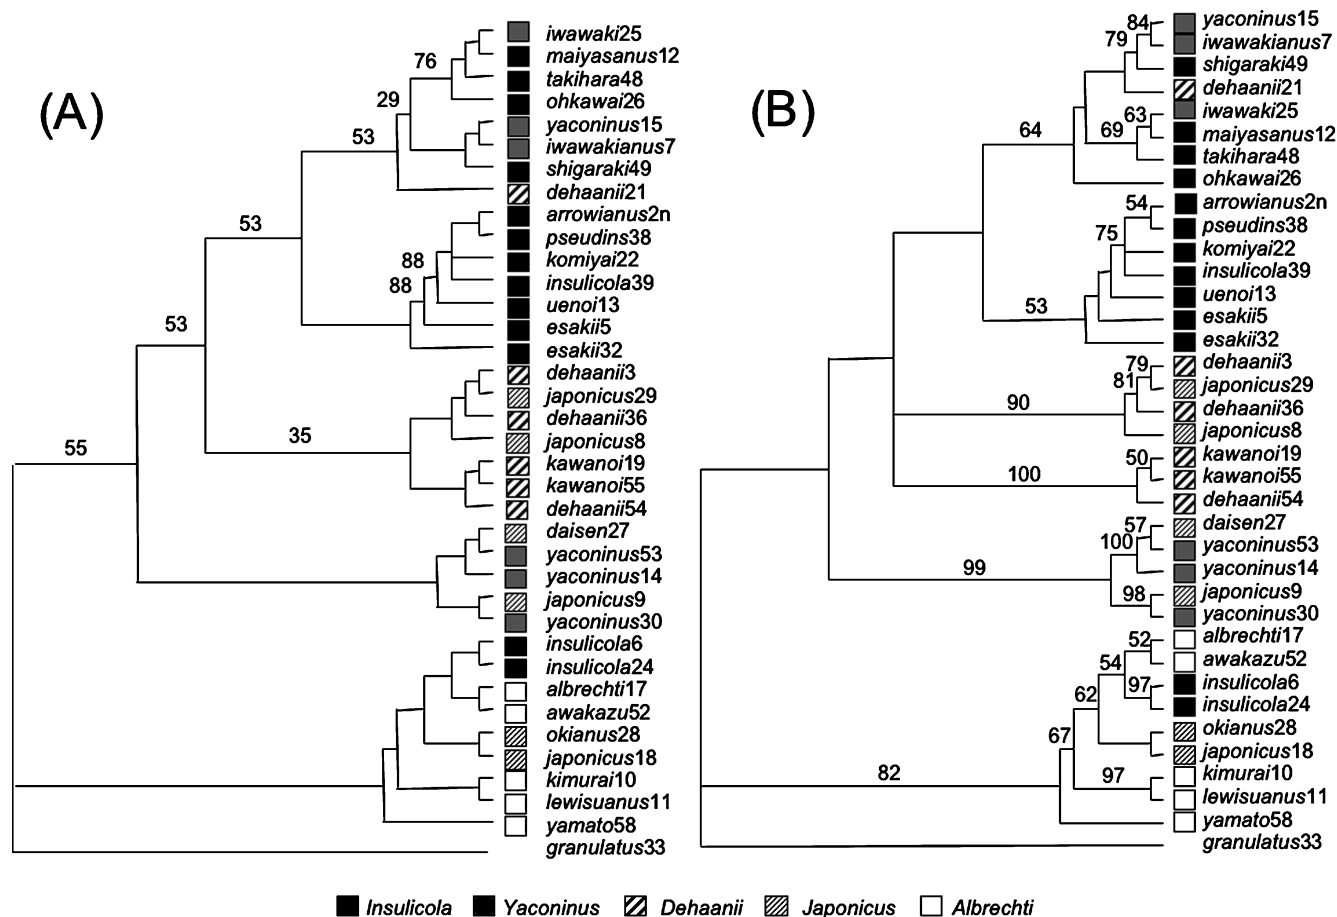 (A)
iwawaki25
maiyasanus12
takihara48
ohkawai26
yaconinus15
iwawakianus7
shigaraki49
dehaanii21
arrowianus2n
pseudins38
komiyai22
insulicola39
uenoi13
esakii5
esakii32
dehaanii3
japonicus29
dehaanii36
japonicus8
kawanoi19
kawanoi55
dehaanii54
daisen27
yaconinus53
yaconinus14
japonicus9
yaconinus30
insulicola6
insulicola24
albrechti17
awakazu52
okianus28
japonicus18
kimurai10
lewisuanus11
yamato58
granulatus33
76
29
53
53
88
88
53
35
55
(B)
yaconinus15
iwawakianus7
shigaraki49
dehaanii21
iwawaki25
maiyasanus12
takihara48
ohkawai26
arrowianus2n
pseudins38
komiyai22
insulicola39
uenoi13
esakii5
esakii32
dehaanii3
japonicus29
dehaanii36
japonicus8
kawanoi19
kawanoi55
dehaanii54
daisen27
yaconinus53
yaconinus14
japonicus9
yaconinus30
albrechti17
awakazu52
insulicola6
insulicola24
okianus28
japonicus18
kimurai10
lewisuanus11
yamato58
granulatus33
84
79
63
64
69
54
75
53
79
81
90
50
100
57
100
99
98
52
54
97
62
67
97
82
Insulicola Yaconinus Dehaanii Japonicus Albrechti